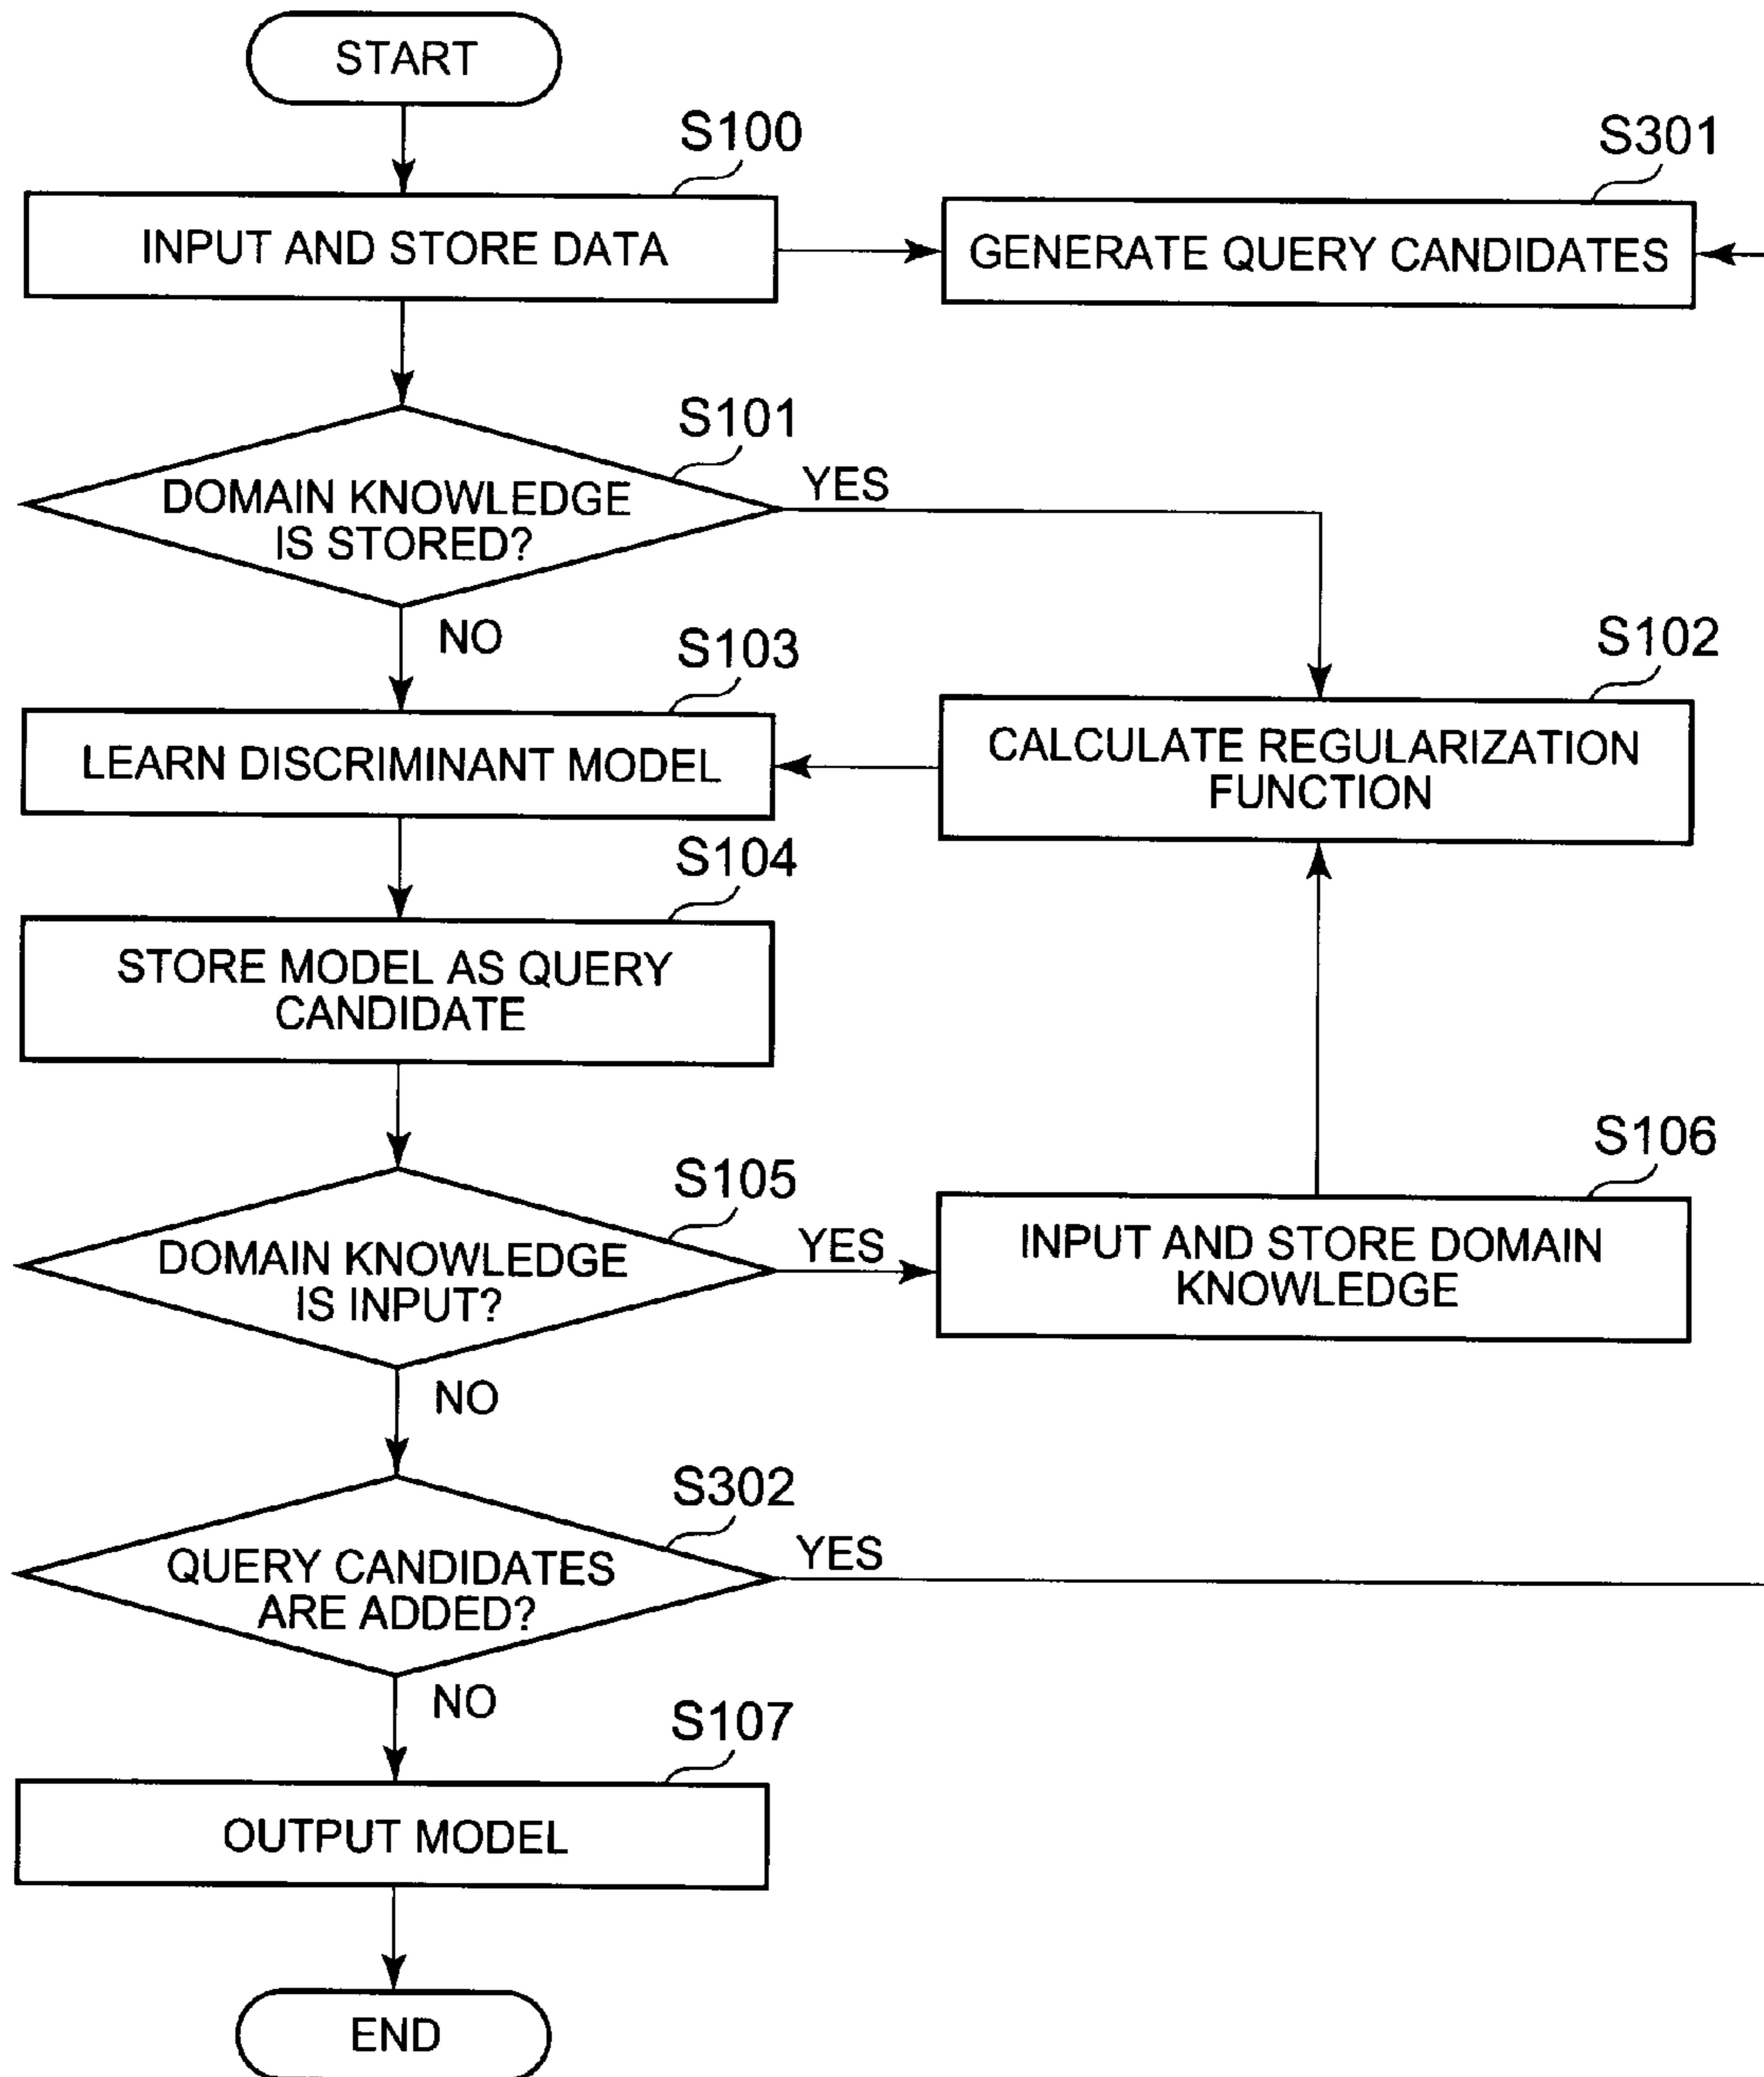 START
S100
INPUT AND STORE DATA
S301
GENERATE QUERY CANDIDATES
S101
DOMAIN KNOWLEDGE
IS STORED?
YES
NO
S103
LEARN DISCRIMINANT MODEL
S102
CALCULATE REGULARIZATION
FUNCTION
S104
STORE MODEL AS QUERY
CANDIDATE
S105
DOMAIN KNOWLEDGE
IS INPUT?
YES
S106
INPUT AND STORE DOMAIN
KNOWLEDGE
NO
S302
QUERY CANDIDATES
ARE ADDED?
YES
NO
S107
OUTPUT MODEL
END